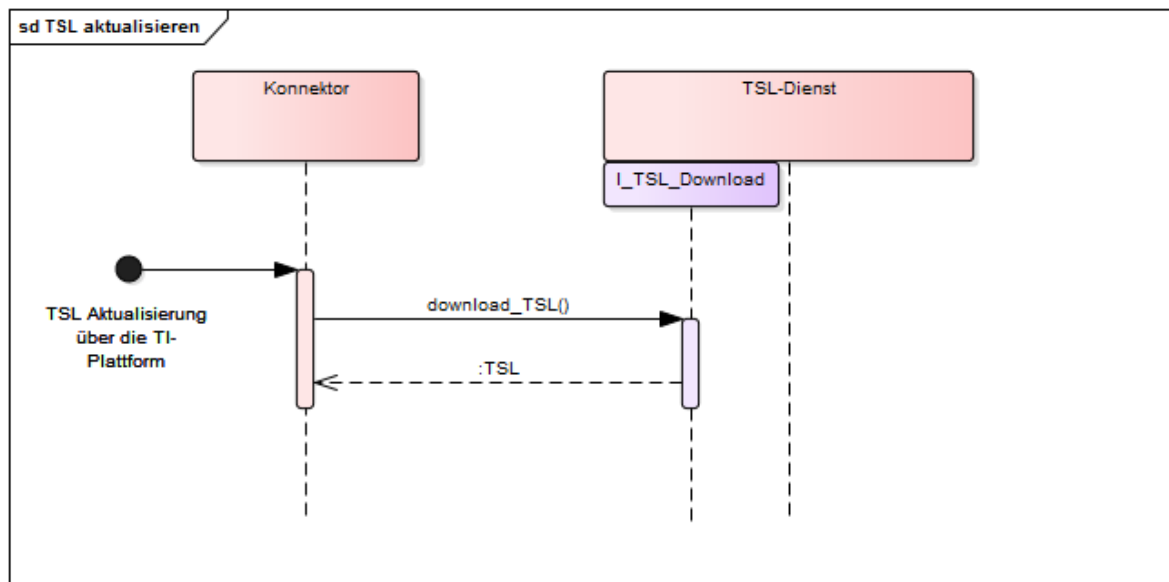 sd TSL aktualisieren
Konnektor
TSL-Dienst
I_TSL_Download
TSL Aktualisierung
über die TI-
Plattform
download_TSL()
:TSL